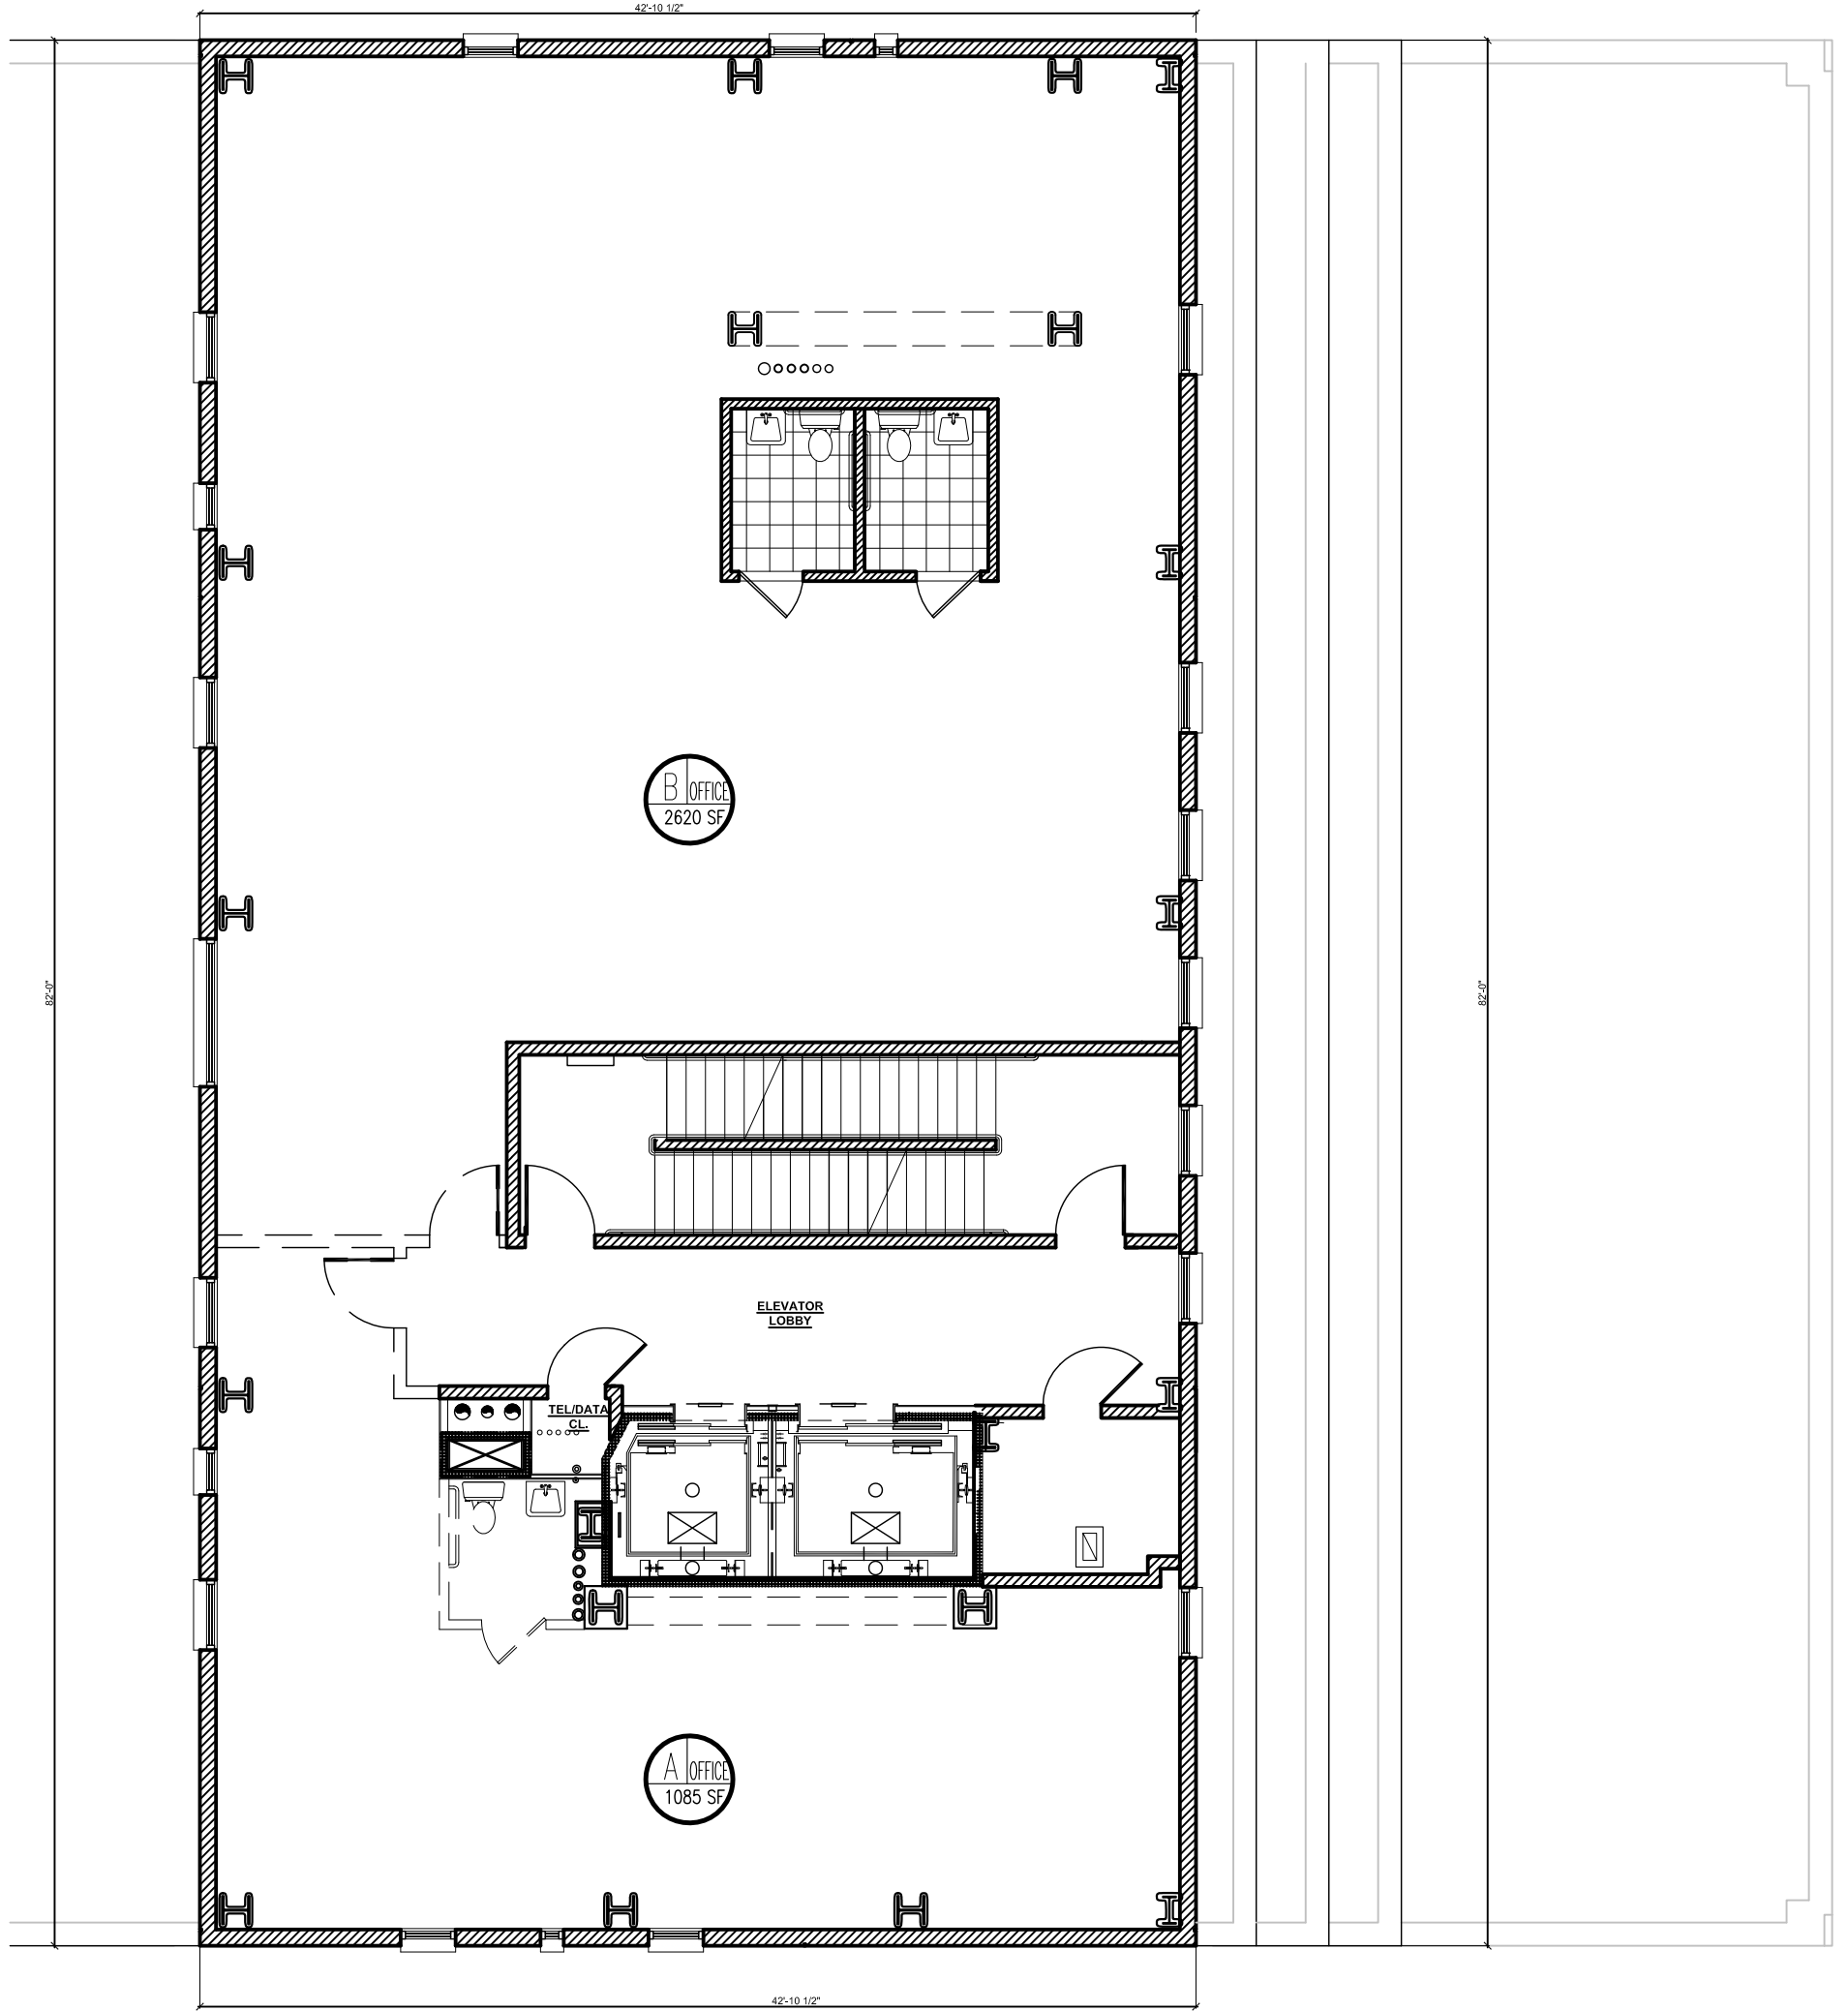 42'-10 1/2"
82'-0"
82'-0"
B OFFICE
2620 SF
ELEVATOR
LOBBY
TEL/DATA
CL.
A OFFICE
1085 SF
42'-10 1/2"